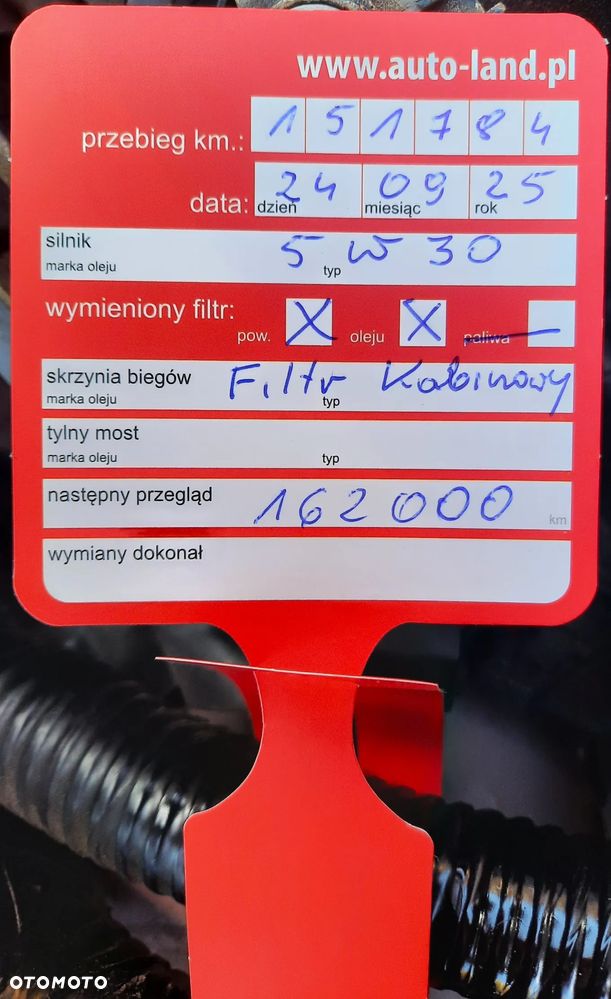 www.auto-land.pl
przebieg km.: 1 5 1 7 8 4
data: 24 dzień 09 miesiąc 25 rok
silnik 5 W 30
marka oleju typ
wymieniony filtr: X X —
pow. oleju paliwa
skrzynia biegów Filtr Kabinowy
marka oleju typ
tylny most
marka oleju typ
następny przegląd 162000 km
wymiany dokonał
OTOMOTO